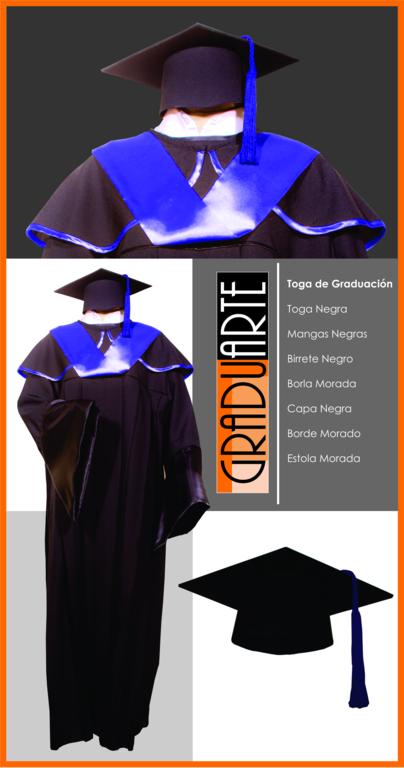 GRADUARTE
Toga de Graduación
Toga Negra
Mangas Negras
Birrete Negro
Borla Morada
Capa Negra
Borde Morado
Estola Morada